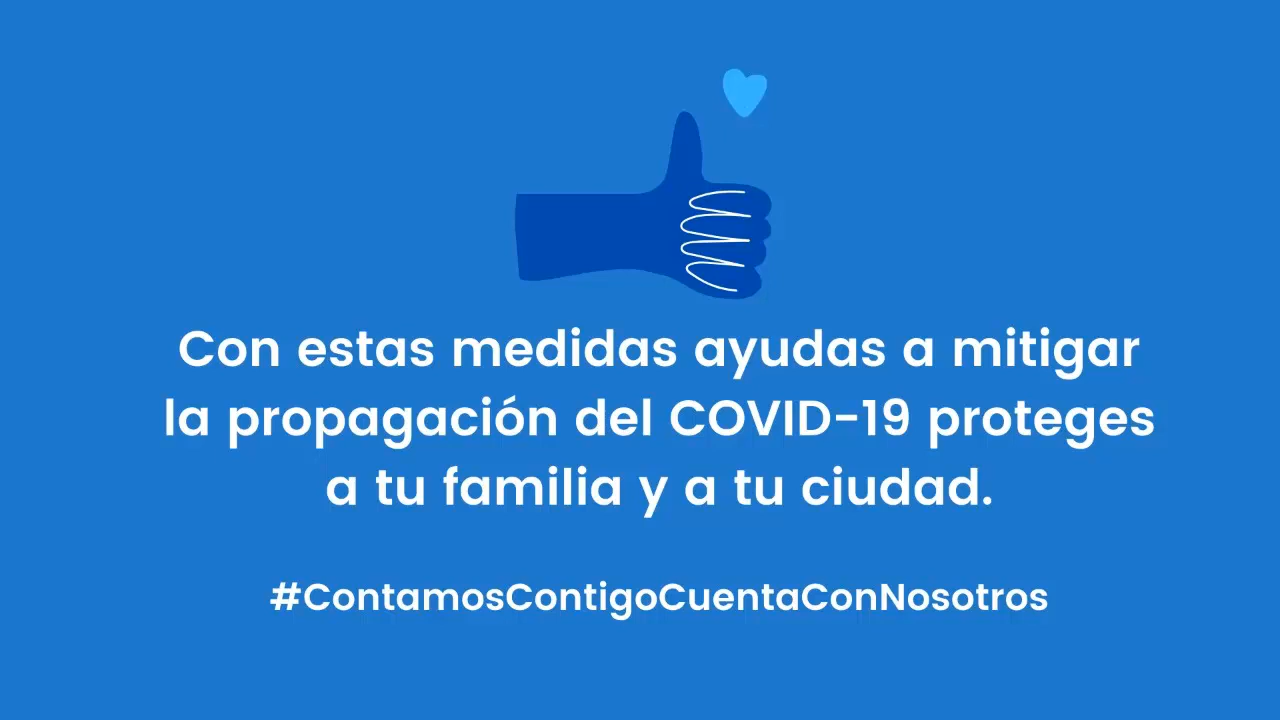 Con estas medidas ayudas a mitigar
la propagación del COVID-19 proteges
a tu familia y a tu ciudad.
#ContamosContigoCuentaConNosotros